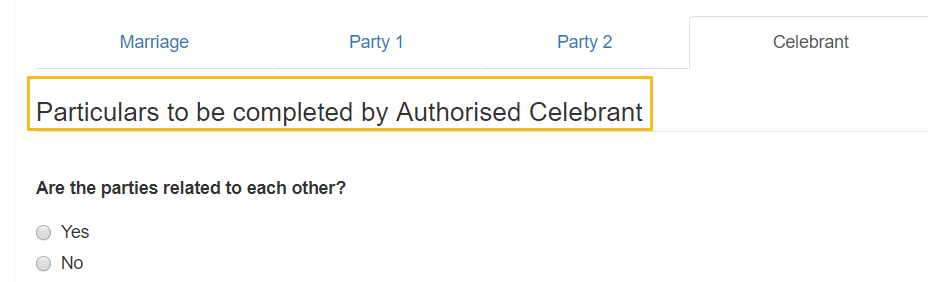 Marriage Party 1 Party 2 Celebrant
Particulars to be completed by Authorised Celebrant
Are the parties related to each other?
Yes
No